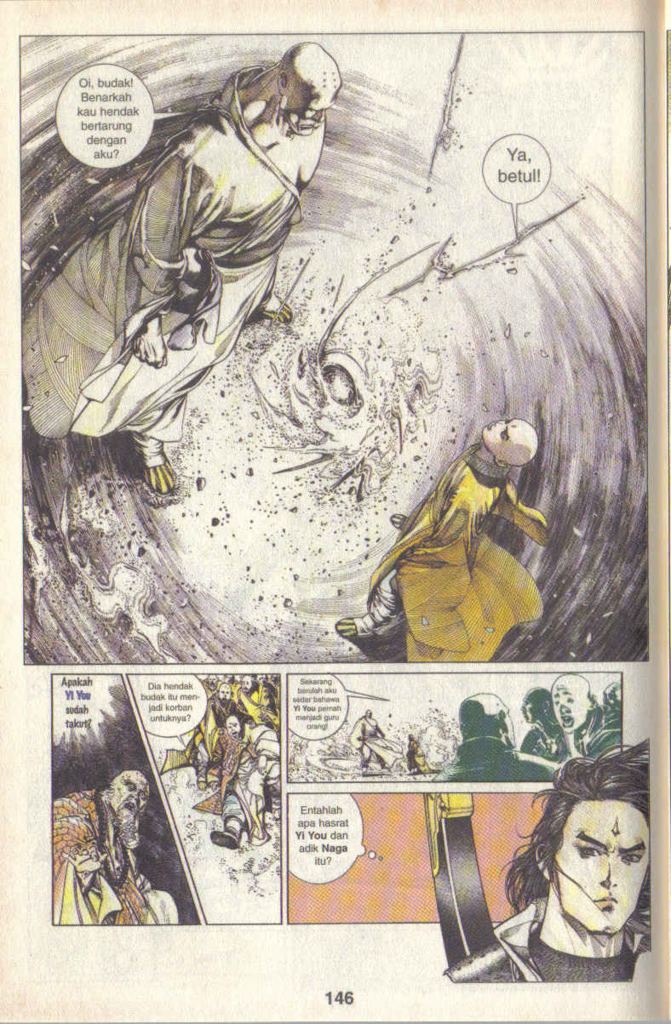 Oi, budak!
Benarkah
kau hendak
bertarung
dengan
aku?
Ya,
betul!
Apakah
Yi You
sudah
takut?
Dia hendak
budak itu men-
jadi korban
untuknya?
Sekarang
barulah aku
sedar bahawa
Yi You pernah
menjadi guru
orang!
Entahlah
apa hasrat
Yi You dan
adik Naga
itu?
146